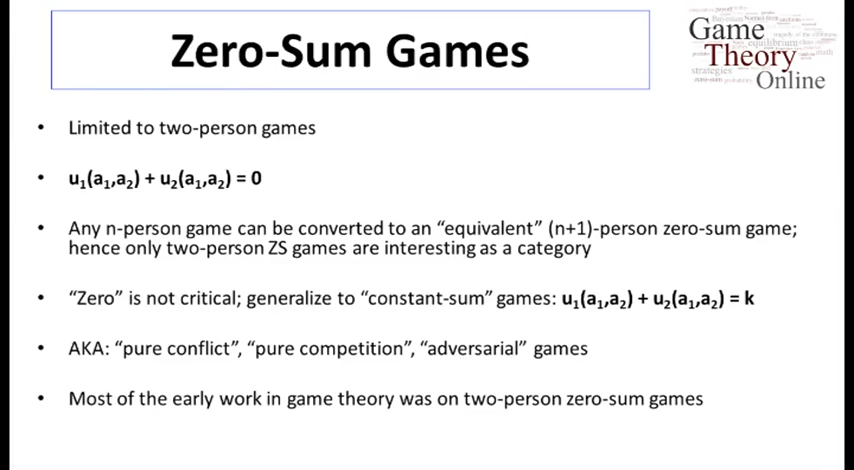 Zero-Sum Games
Game
Theory
Online
equilibrium
strategies
• Limited to two-person games
• u₁(a₁,a₂) + u₂(a₁,a₂) = 0
• Any n-person game can be converted to an “equivalent” (n+1)-person zero-sum game;
hence only two-person ZS games are interesting as a category
• “Zero” is not critical; generalize to “constant-sum” games: u₁(a₁,a₂) + u₂(a₁,a₂) = k
• AKA: “pure conflict”, “pure competition”, “adversarial” games
• Most of the early work in game theory was on two-person zero-sum games